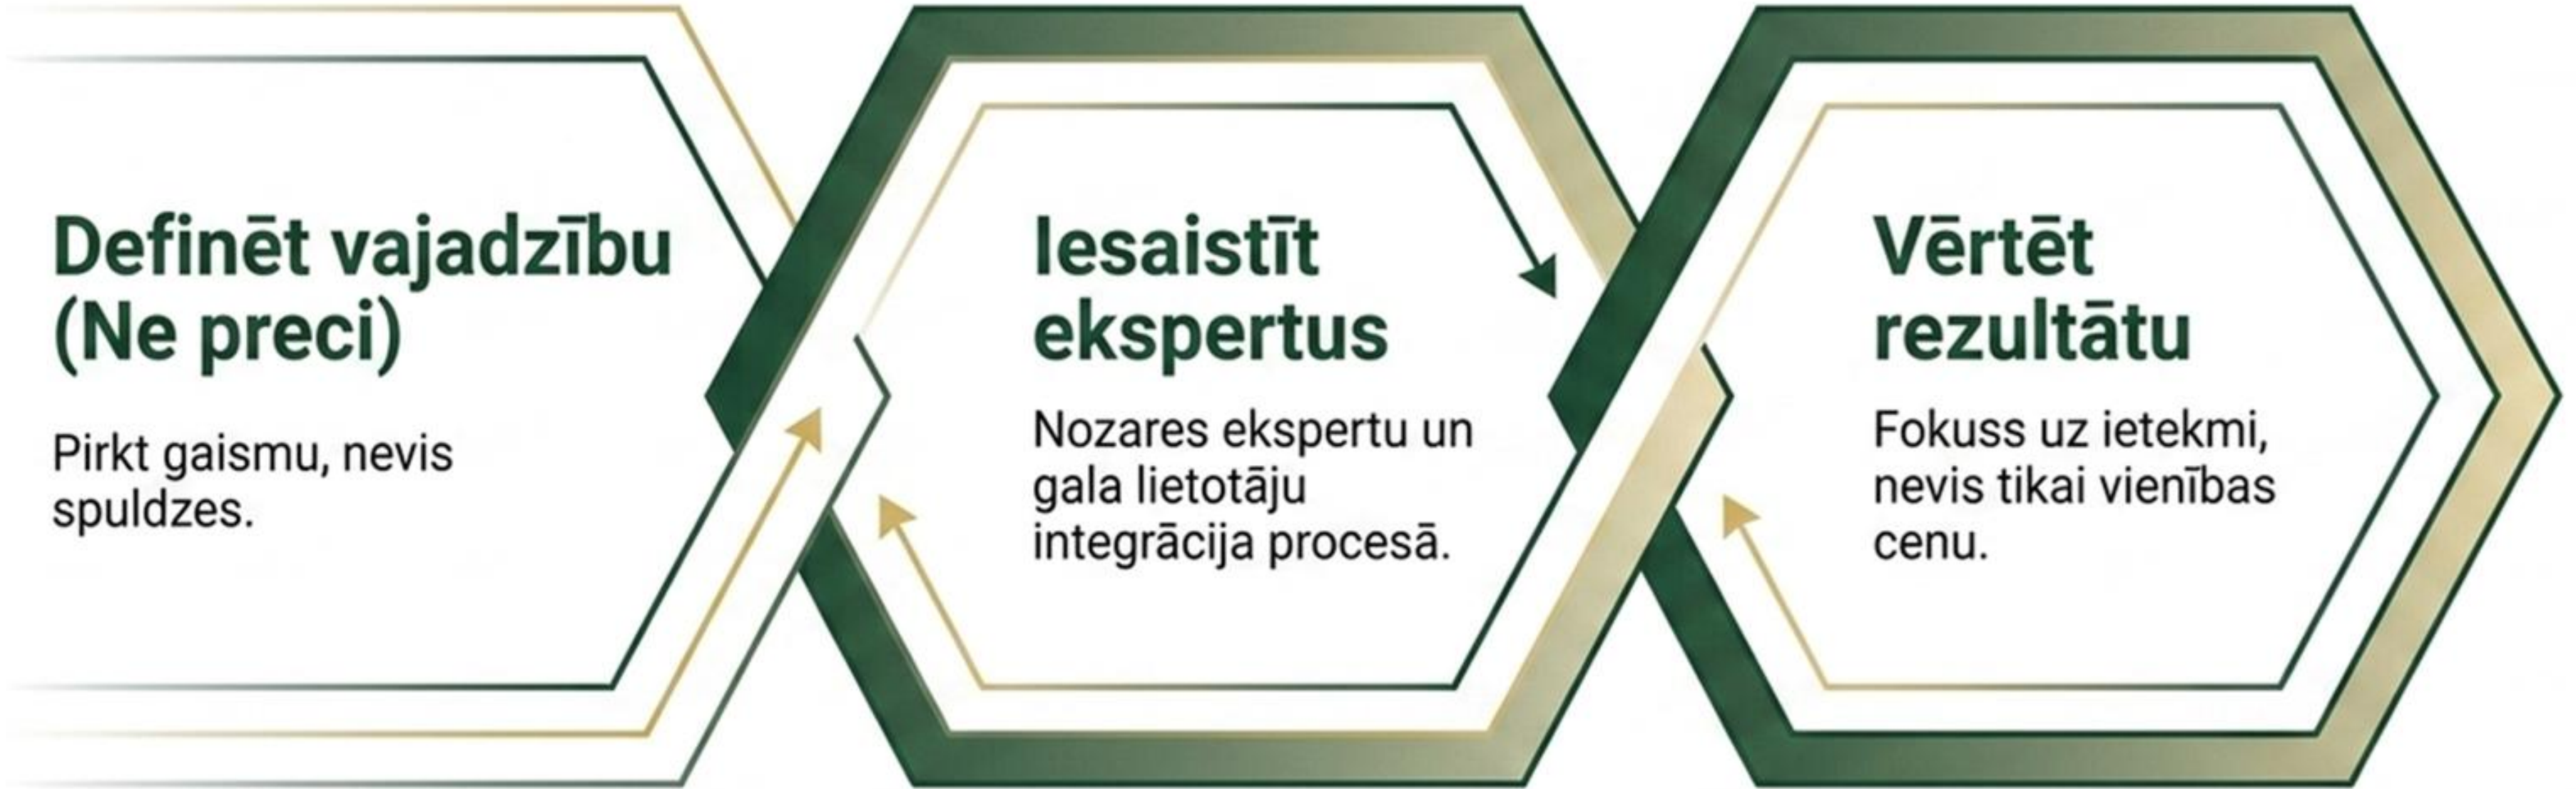 Definēt vajadzību
(Ne preci)
Pirkt gaismu, nevis
spuldzes.
Iesaistīt
ekspertus
Nozares ekspertu un
gala lietotāju
integrācija procesā.
Vērtēt
rezultātu
Fokuss uz ietekmi,
nevis tikai vienības
cenu.